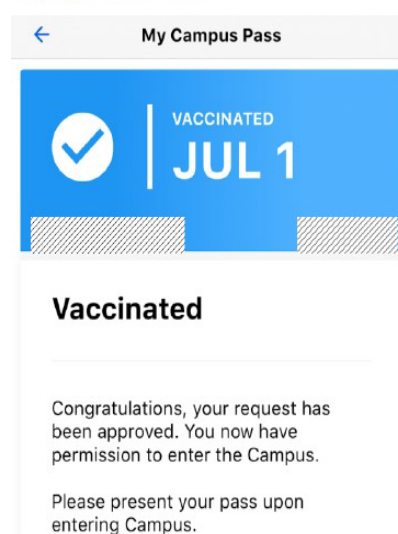 My Campus Pass
VACCINATED
JUL 1
Vaccinated
Congratulations, your request has
been approved. You now have
permission to enter the Campus.
Please present your pass upon
entering Campus.